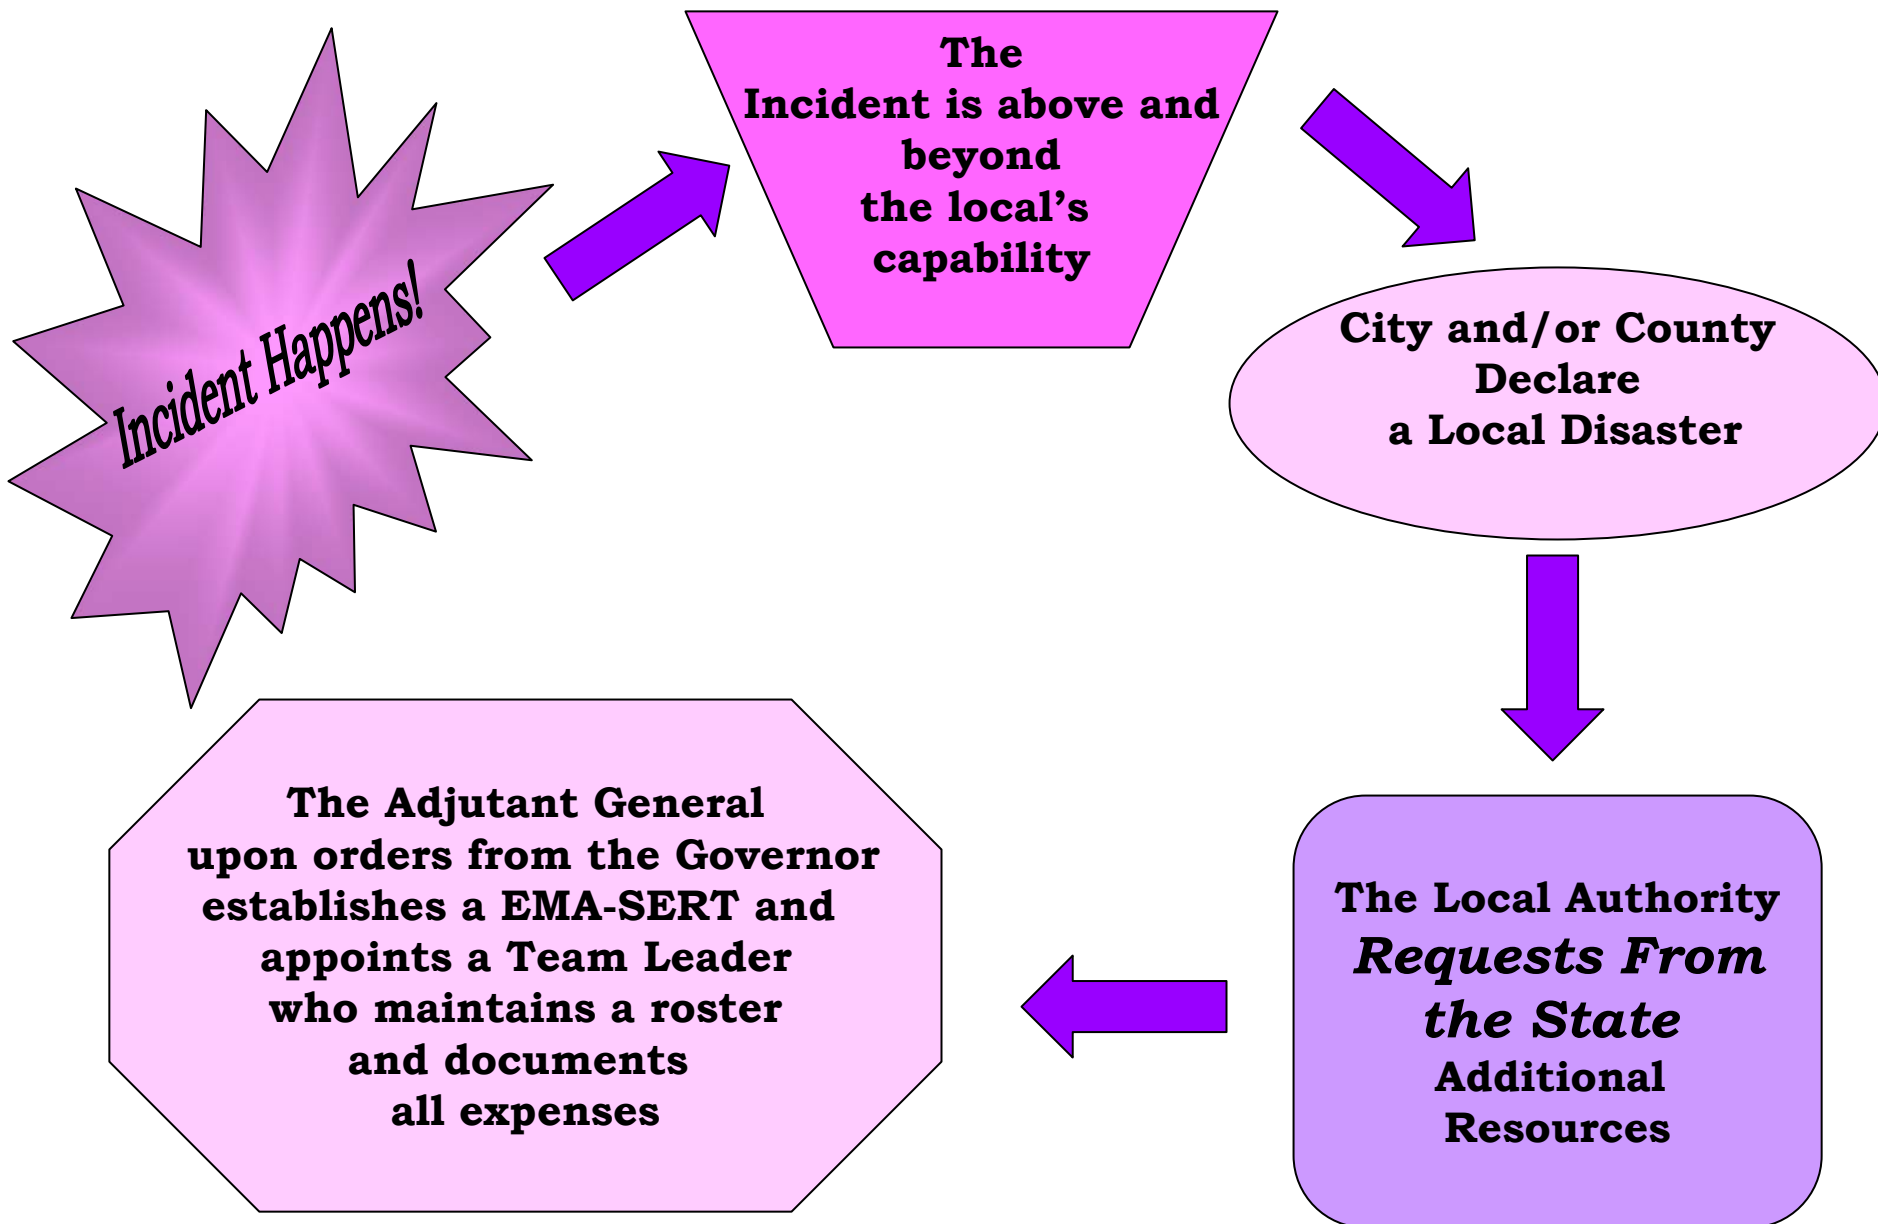 Incident Happens!
The
Incident is above and
beyond
the local's
capability
City and/or County
Declare
a Local Disaster
The Local Authority
Requests From
the State
Additional
Resources
The Adjutant General
upon orders from the Governor
establishes a EMA-SERT and
appoints a Team Leader
who maintains a roster
and documents
all expenses